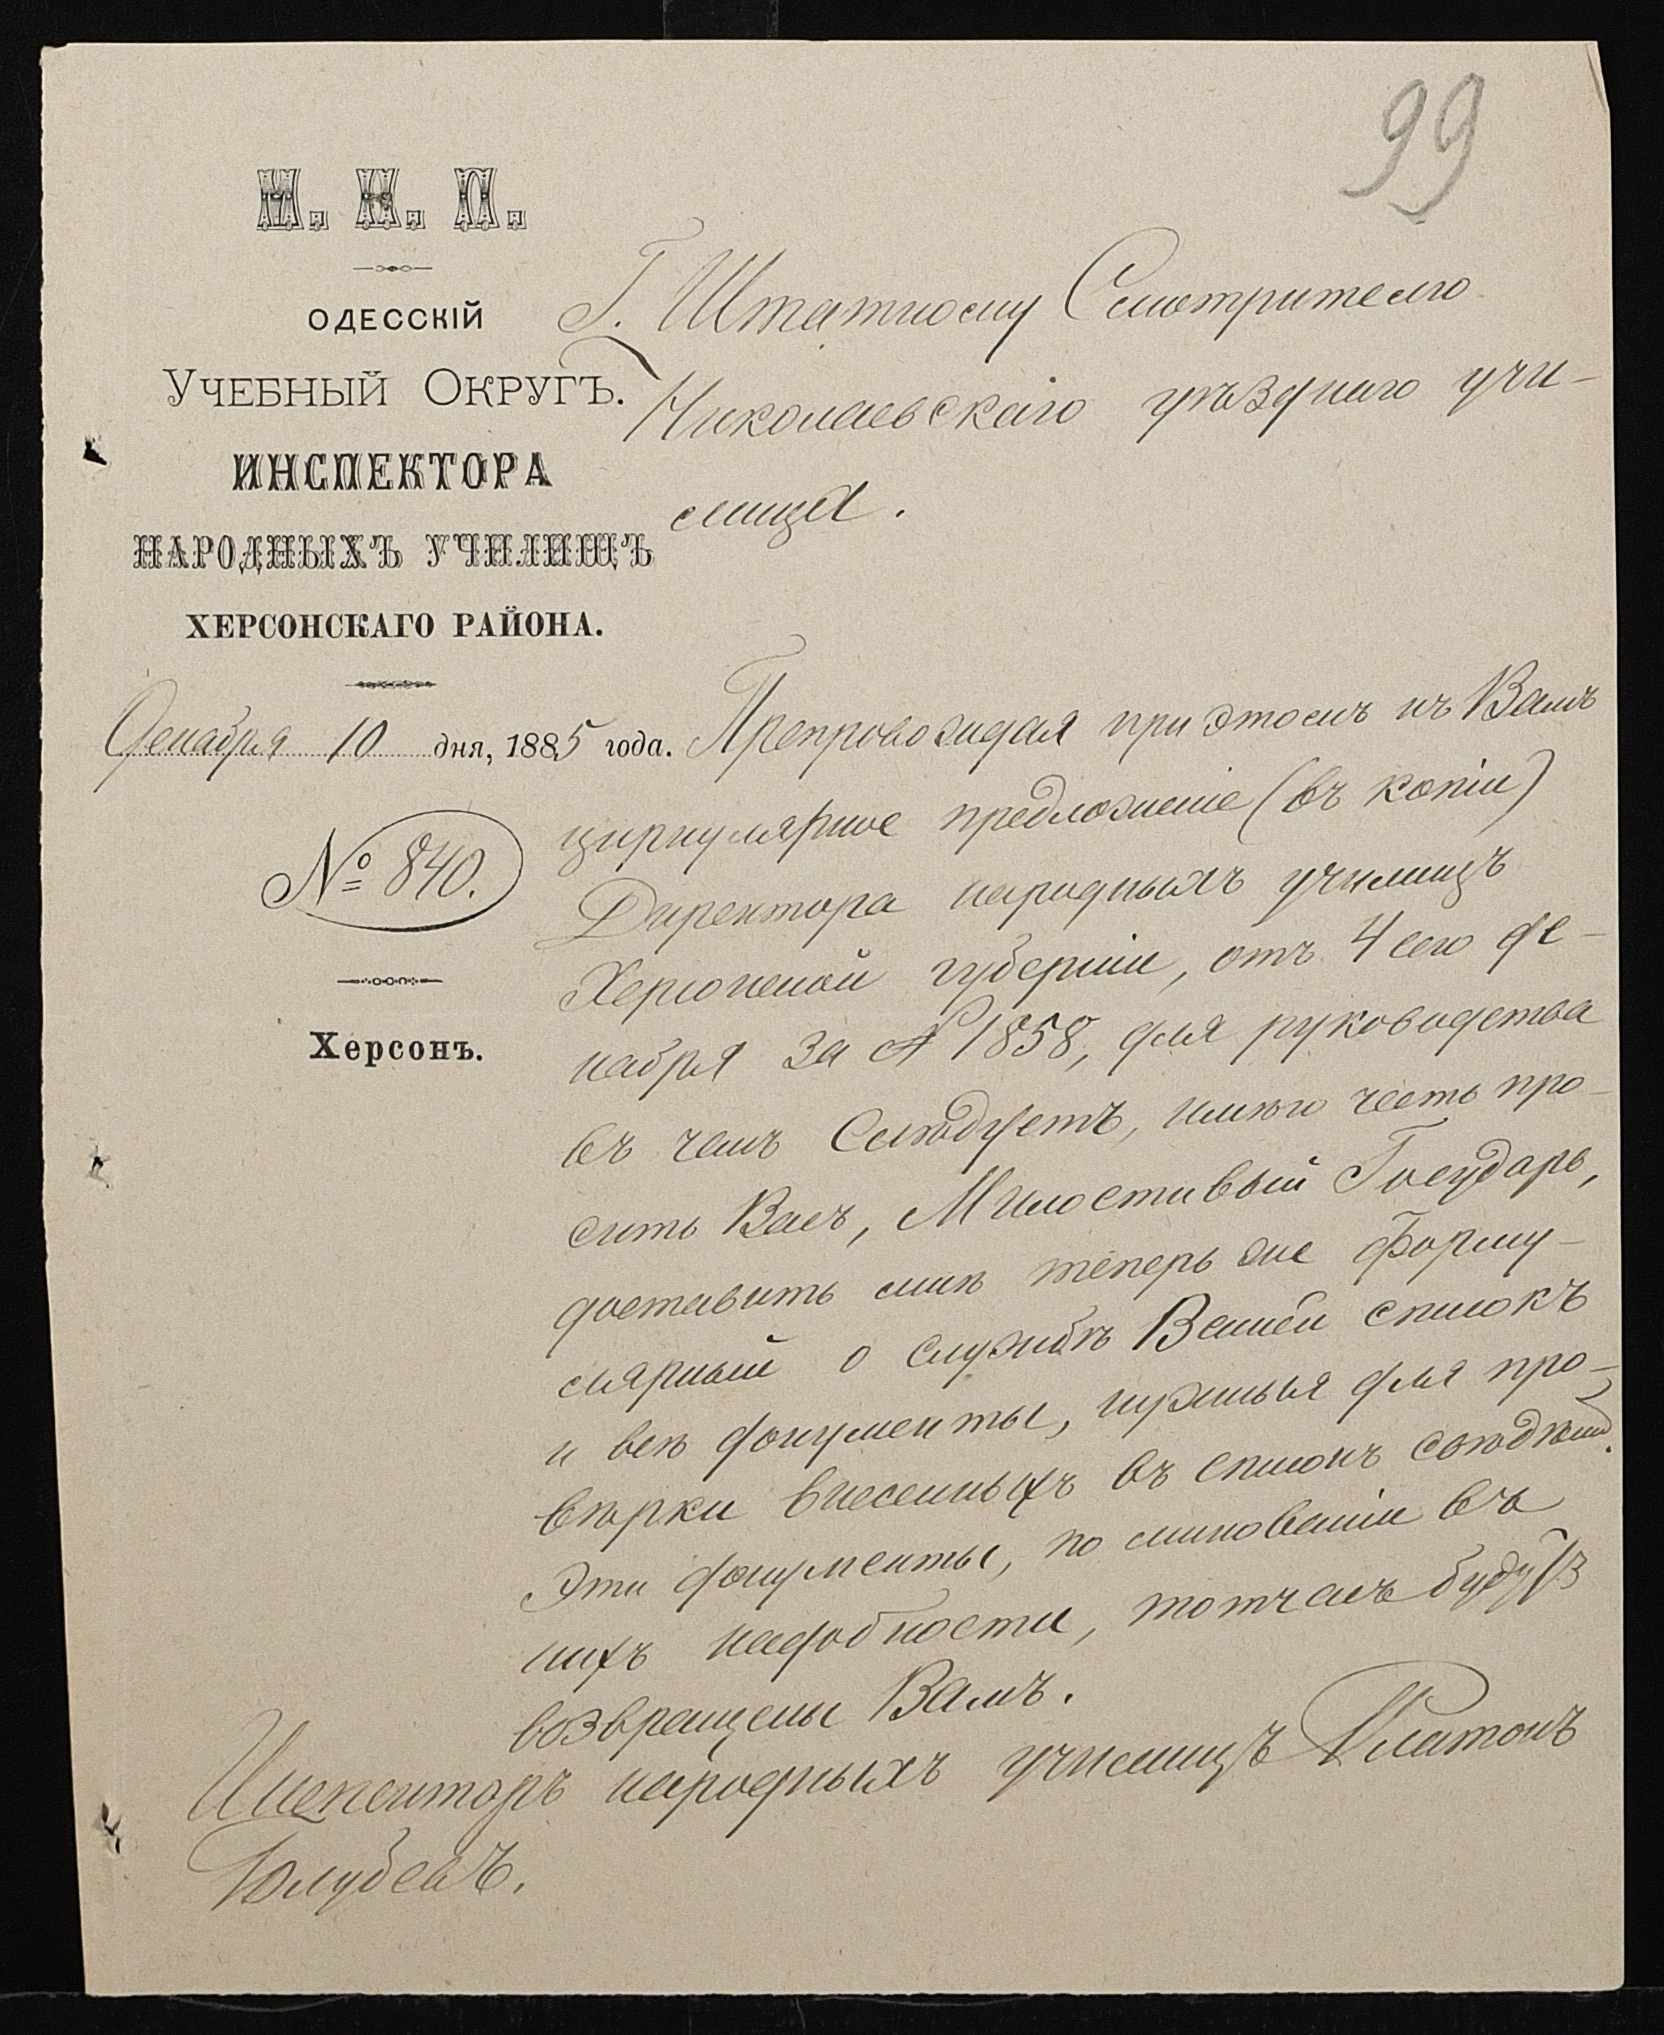 99
М. Н. П.
ОДЕССКІЙ
УЧЕБНЫЙ ОКРУГЪ.
ИНСПЕКТОРА
НАРОДНЫХЪ УЧИЛИЩЪ
ХЕРСОНСКАГО РАЙОНА.
Декабря 10 дня, 1885 года.
№ 840.
Херсонъ.
Г. Штатному Смотрителю
Николаевскаго уѣзднаго учи-
лища.
Препровождая при этомъ къ Вамъ
циркулярное предложеніе (въ копіи)
Директора народныхъ училищъ
Херсонской губерніи, отъ 4 сего де-
кабря за № 1858, для руководства
въ чемъ слѣдуетъ, имѣю честь про-
сить Васъ, Милостивый Государь,
доставить мнѣ теперь же форму-
лярный о службѣ Вашей списокъ
и всѣ документы, нужные для про-
вѣрки внесенныхъ въ списокъ свѣдѣній.
Эти документы, по минованіи въ
нихъ надобности, тотчасъ будутъ
возвращены Вамъ.
Инспекторъ народныхъ училищъ Платонъ